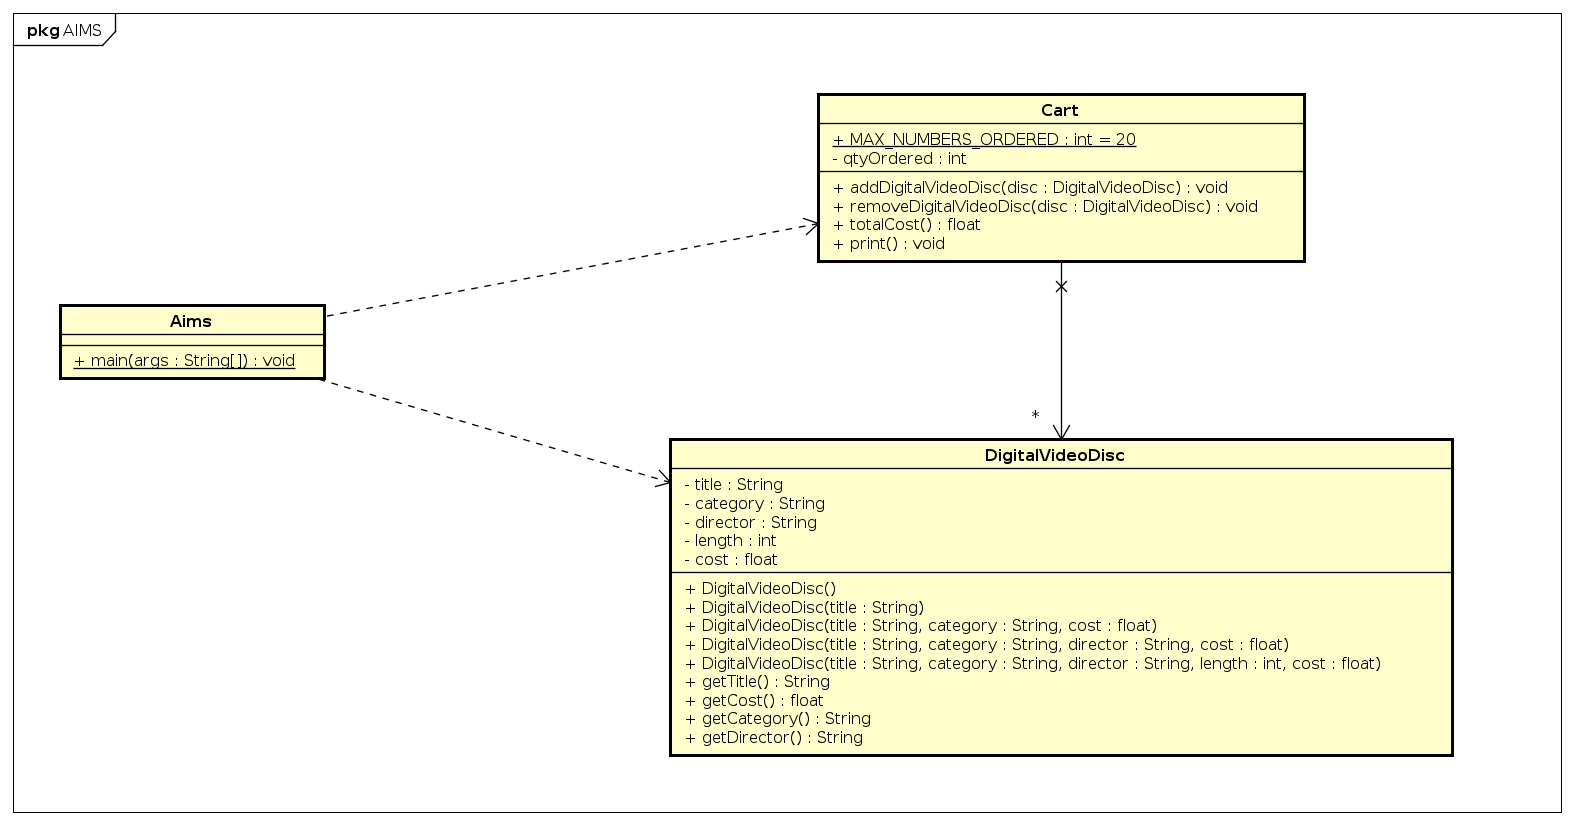 pkg AIMS
Cart
+ MAX_NUMBERS_ORDERED : int = 20
- qtyOrdered : int
+ addDigitalVideoDisc(disc : DigitalVideoDisc) : void
+ removeDigitalVideoDisc(disc : DigitalVideoDisc) : void
+ totalCost() : float
+ print() : void
Aims
+ main(args : String[]) : void
*
DigitalVideoDisc
- title : String
- category : String
- director : String
- length : int
- cost : float
+ DigitalVideoDisc()
+ DigitalVideoDisc(title : String)
+ DigitalVideoDisc(title : String, category : String, cost : float)
+ DigitalVideoDisc(title : String, category : String, director : String, cost : float)
+ DigitalVideoDisc(title : String, category : String, director : String, length : int, cost : float)
+ getTitle() : String
+ getCost() : float
+ getCategory() : String
+ getDirector() : String